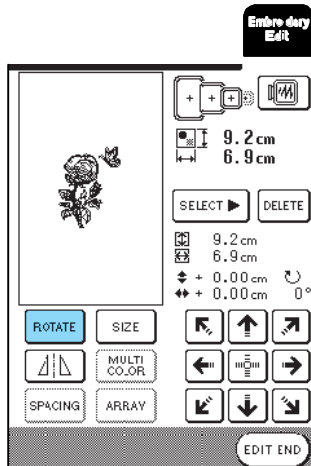 Embroidery
Edit
9.2cm
6.9cm
SELECT ▶ DELETE
9.2cm
6.9cm
+ 0.00cm
+ 0.00cm 0°
ROTATE SIZE
MULTI
COLOR
SPACING ARRAY
EDIT END